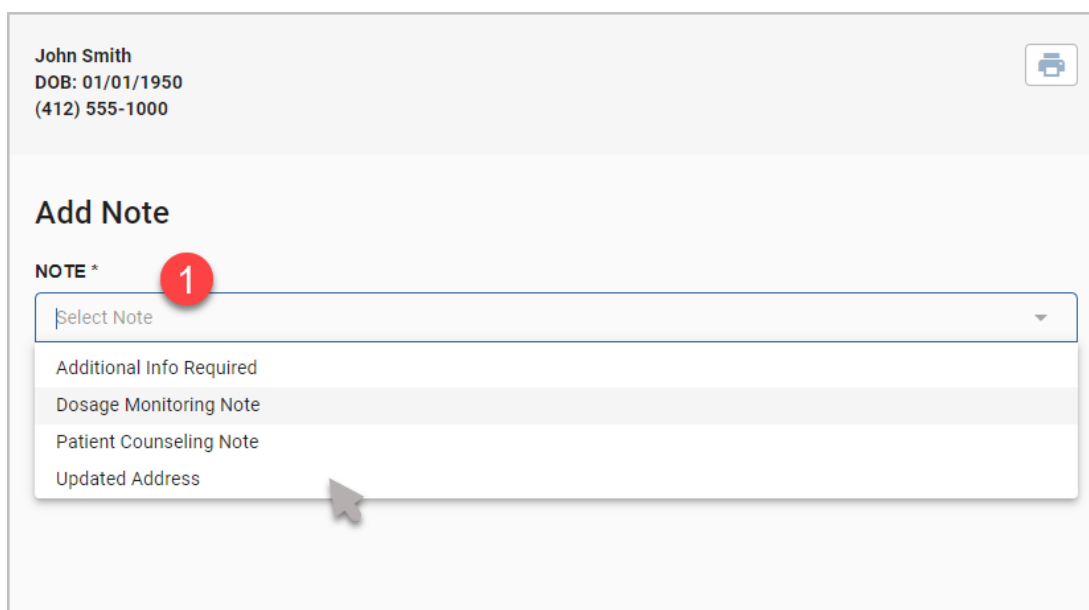 John Smith
DOB: 01/01/1950
(412) 555-1000
Add Note
NOTE *
1
Select Note
Additional Info Required
Dosage Monitoring Note
Patient Counseling Note
Updated Address